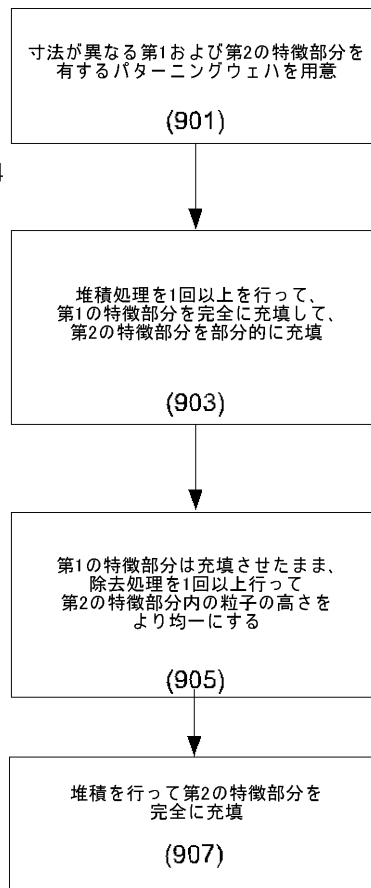 寸法が異なる第1および第2の特徴部分を
有するパターニングウェハを用意
(901)
4
堆積処理を1回以上を行って、
第1の特徴部分を完全に充填して、
第2の特徴部分を部分的に充填
(903)
第1の特徴部分は充填させたまま、
除去処理を1回以上行って
第2の特徴部分内の粒子の高さを
より均一にする
(905)
堆積を行って第2の特徴部分を
完全に充填
(907)